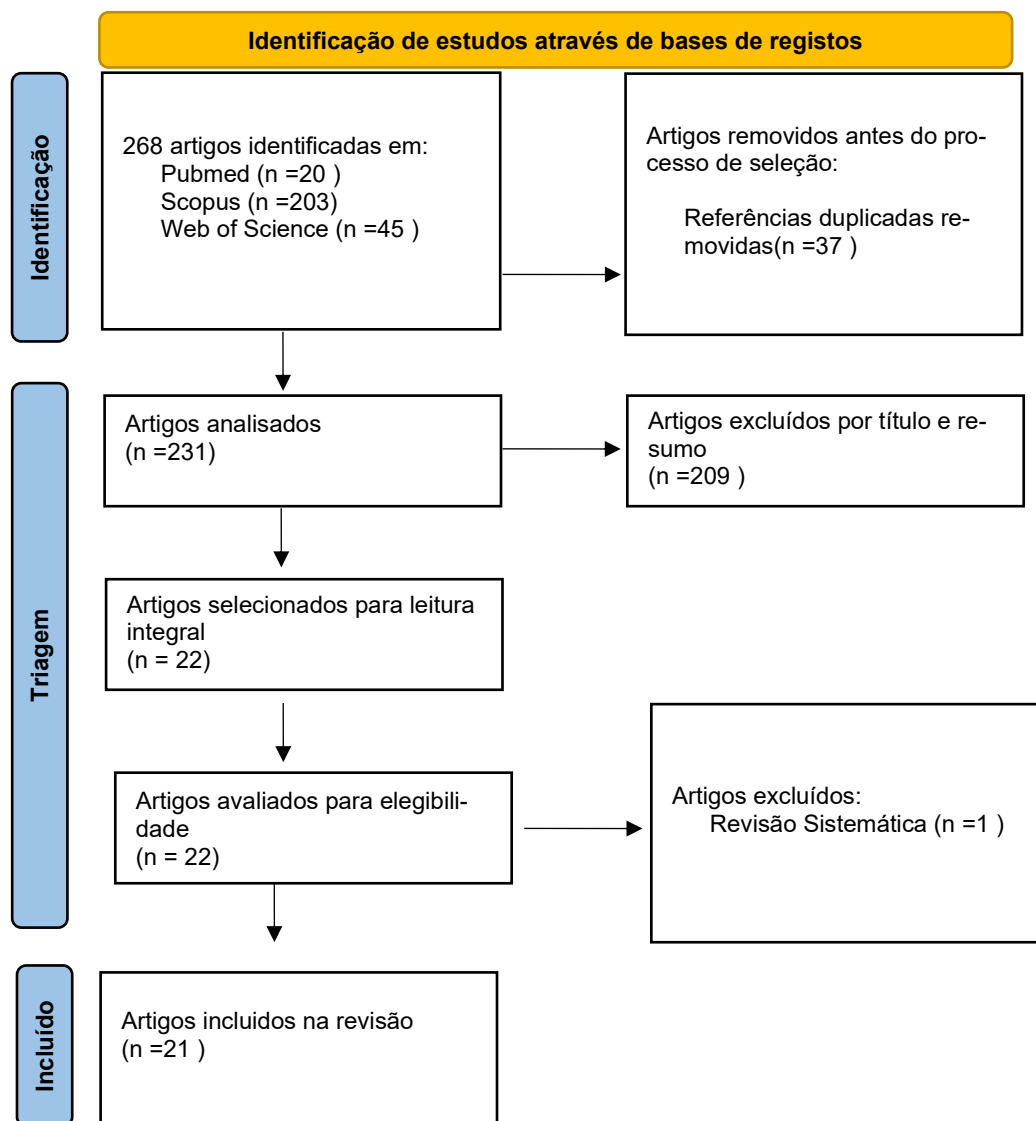 Identificação de estudos através de bases de registos
Identificação
268 artigos identificadas em:
Pubmed (n =20 )
Scopus (n =203)
Web of Science (n =45 )
Artigos removidos antes do pro-
cesso de seleção:
Referências duplicadas re-
movidas(n =37 )
Triagem
Artigos analisados
(n =231)
Artigos excluídos por título e re-
sumo
(n =209 )
Artigos selecionados para leitura
integral
(n = 22)
Artigos avaliados para elegibili-
dade
(n = 22)
Artigos excluídos:
Revisão Sistemática (n =1 )
Incluído
Artigos incluidos na revisão
(n =21 )